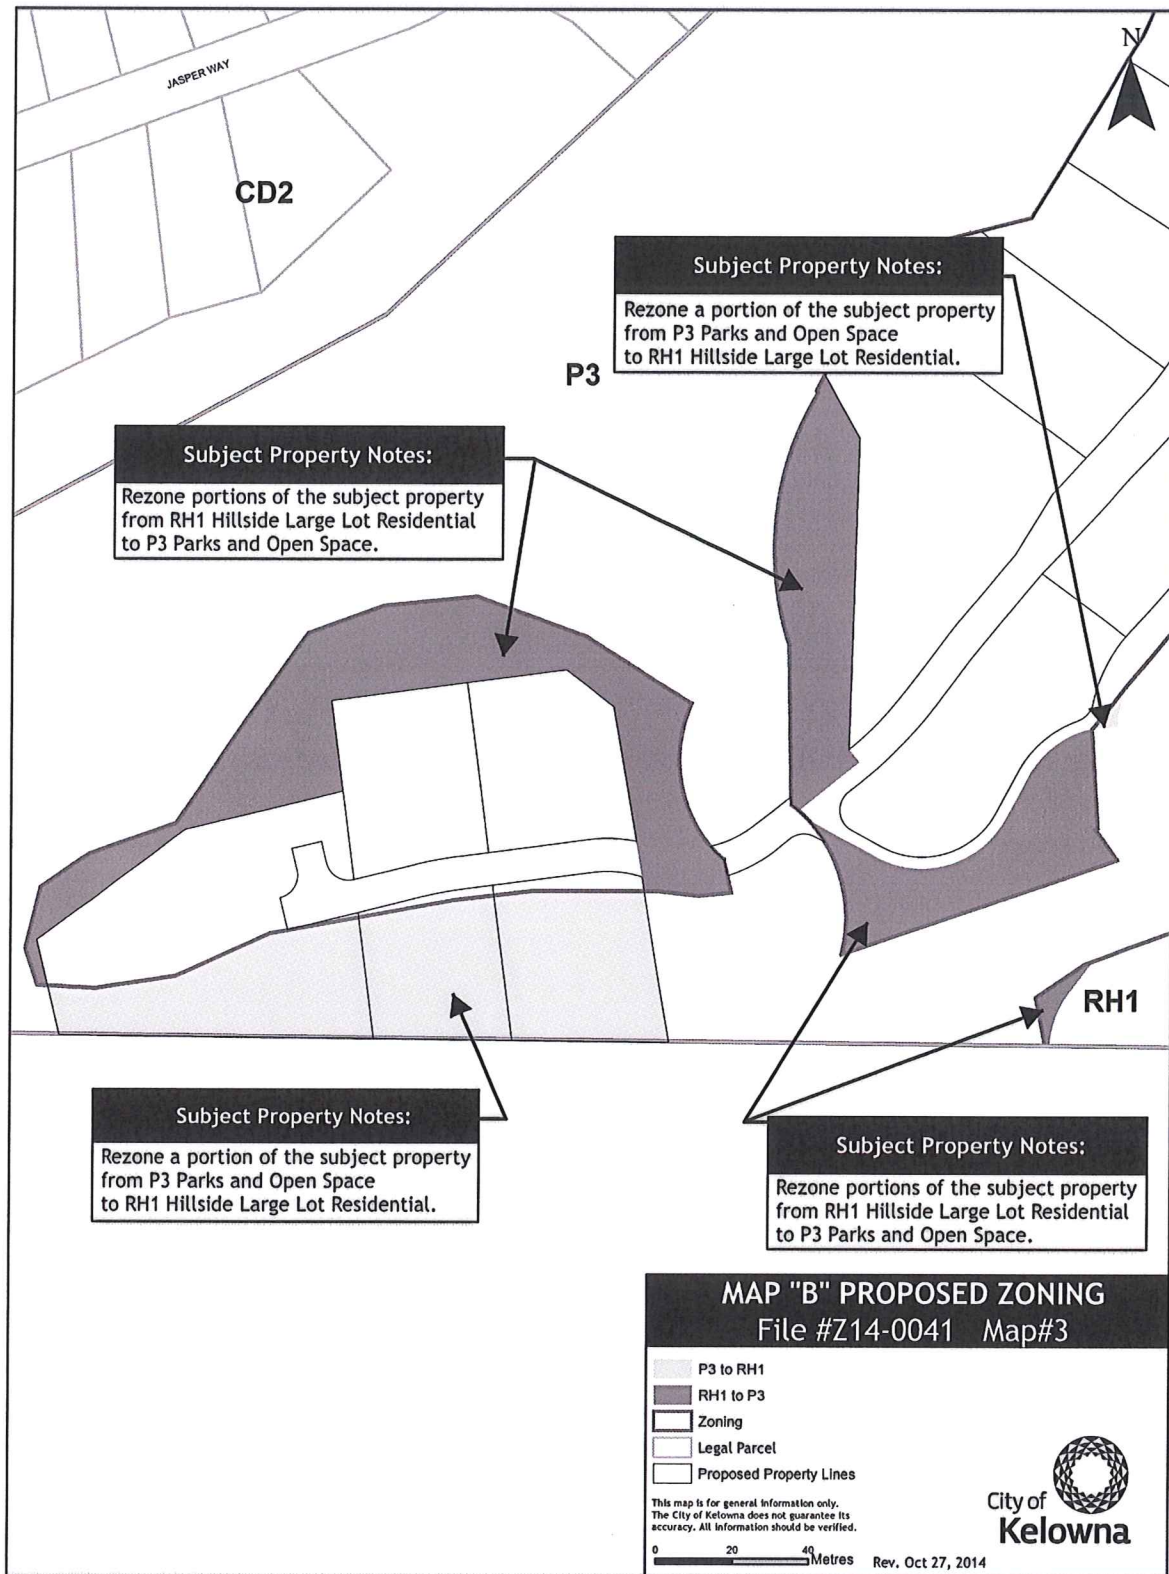 N
JASPER WAY
CD2
Subject Property Notes:
Rezone a portion of the subject property
from P3 Parks and Open Space
to RH1 Hillside Large Lot Residential.
P3
Subject Property Notes:
Rezone portions of the subject property
from RH1 Hillside Large Lot Residential
to P3 Parks and Open Space.
RH1
Subject Property Notes:
Rezone a portion of the subject property
from P3 Parks and Open Space
to RH1 Hillside Large Lot Residential.
Subject Property Notes:
Rezone portions of the subject property
from RH1 Hillside Large Lot Residential
to P3 Parks and Open Space.
MAP "B" PROPOSED ZONING
File #Z14-0041 Map#3
P3 to RH1
RH1 to P3
Zoning
Legal Parcel
Proposed Property Lines
This map is for general information only.
The City of Kelowna does not guarantee its
accuracy. All information should be verified.
0 20 40 Metres
Rev. Oct 27, 2014
City of
Kelowna